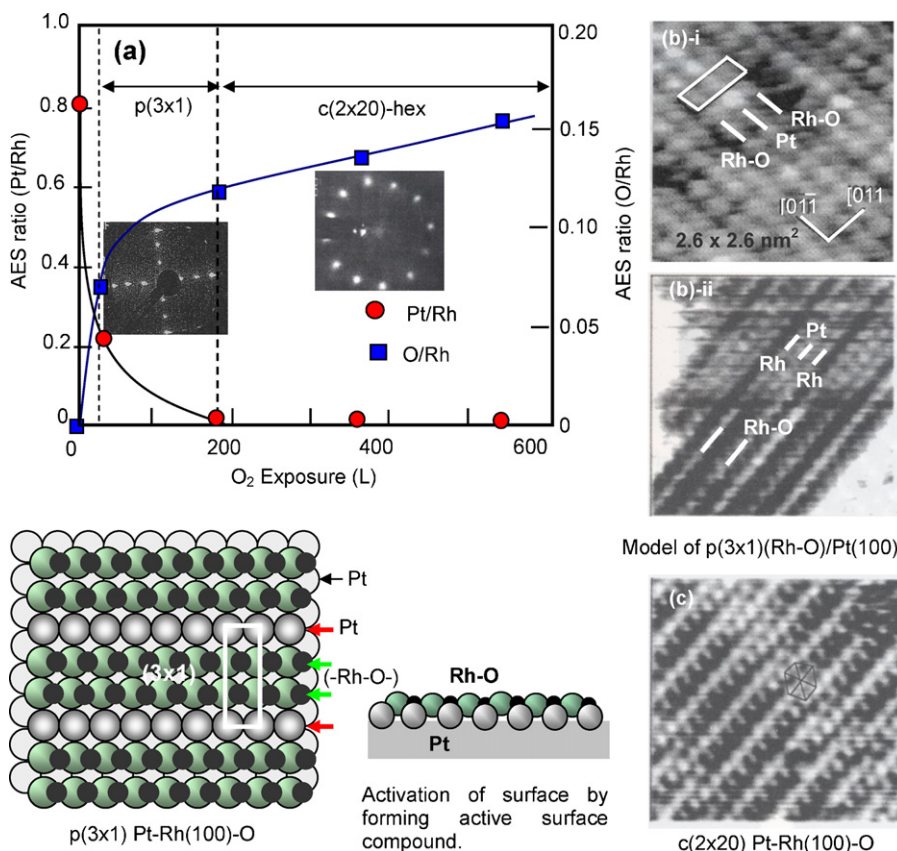 (a)
p(3x1)
c(2x20)-hex
AES ratio (Pt/Rh)
1.0
0.8
0.6
0.4
0.2
0
AES ratio (O/Rh)
0.20
0.15
0.10
0.05
0
Pt/Rh
O/Rh
0
200
400
600
O₂ Exposure (L)
(b)-i
Rh-O
Pt
Rh-O
[011̄]
[011
2.6 x 2.6 nm²
(b)-ii
Pt
Rh
Rh
Rh-O
Model of p(3x1)(Rh-O)/Pt(100)
(c)
c(2x20) Pt-Rh(100)-O
Pt
Pt
(3x1)
(-Rh-O-)
p(3x1) Pt-Rh(100)-O
Rh-O
Pt
Activation of surface by
forming active surface
compound.